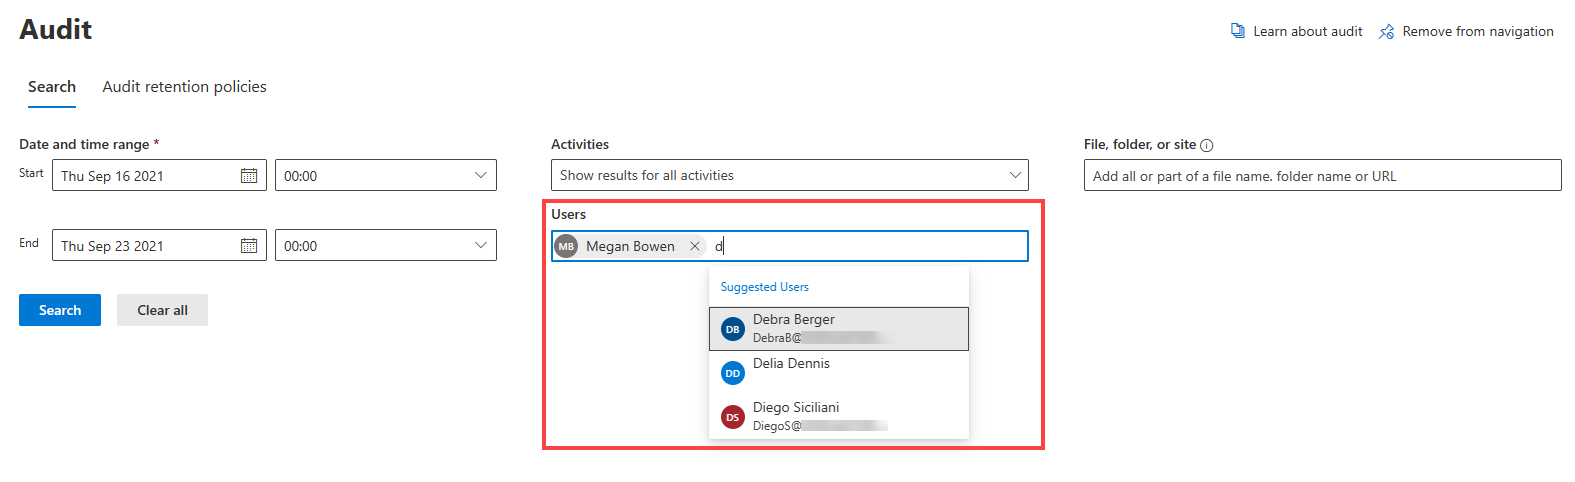 Audit
Learn about audit
Remove from navigation
Search
Audit retention policies
Date and time range *
Start
Thu Sep 16 2021
00:00
End
Thu Sep 23 2021
00:00
Search
Clear all
Activities
Show results for all activities
Users
MB Megan Bowen d
Suggested Users
DB Debra Berger
DebraB@
DD Delia Dennis
DS Diego Siciliani
DiegoS@
File, folder, or site
Add all or part of a file name. folder name or URL